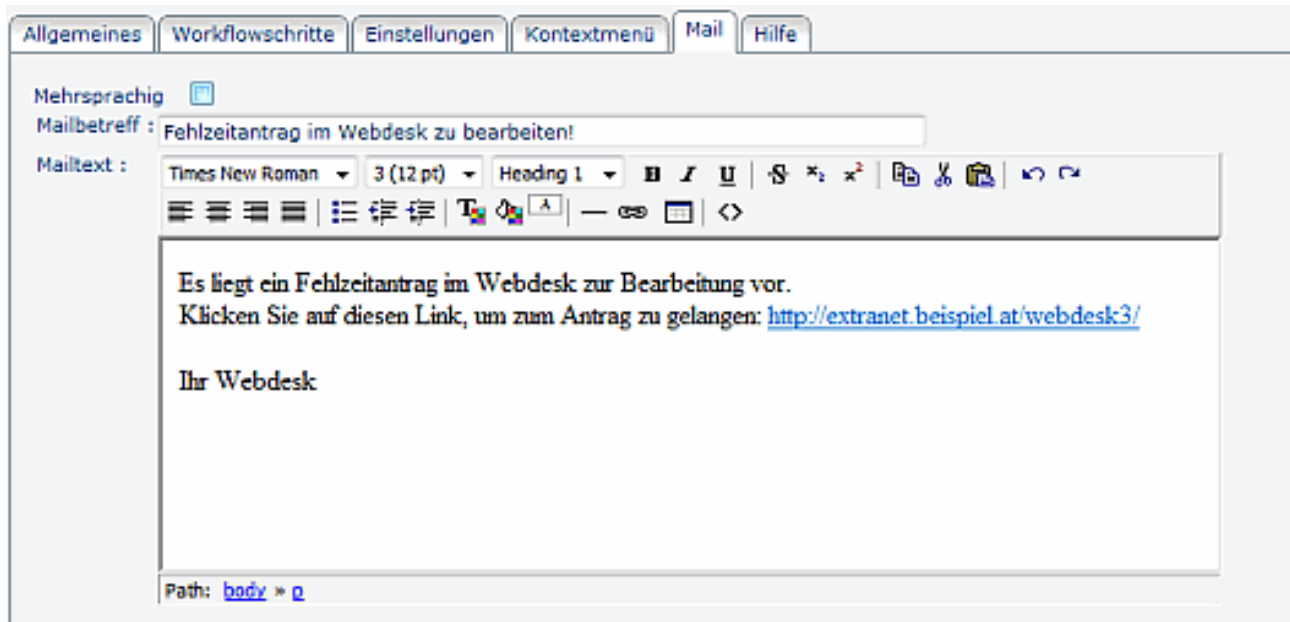 Allgemeines Workflowschritte Einstellungen Kontextmenü Mail Hilfe
Mehrsprachig
Mailbetreff : Fehlzeitantrag im Webdesk zu bearbeiten!
Mailtext : Times New Roman 3 (12 pt) Heading 1 B I U S x₂ x²
T A
Es liegt ein Fehlzeitantrag im Webdesk zur Bearbeitung vor.
Klicken Sie auf diesen Link, um zum Antrag zu gelangen: http://extranet.beispiel.at/webdesk3/
Ihr Webdesk
Path: body » p